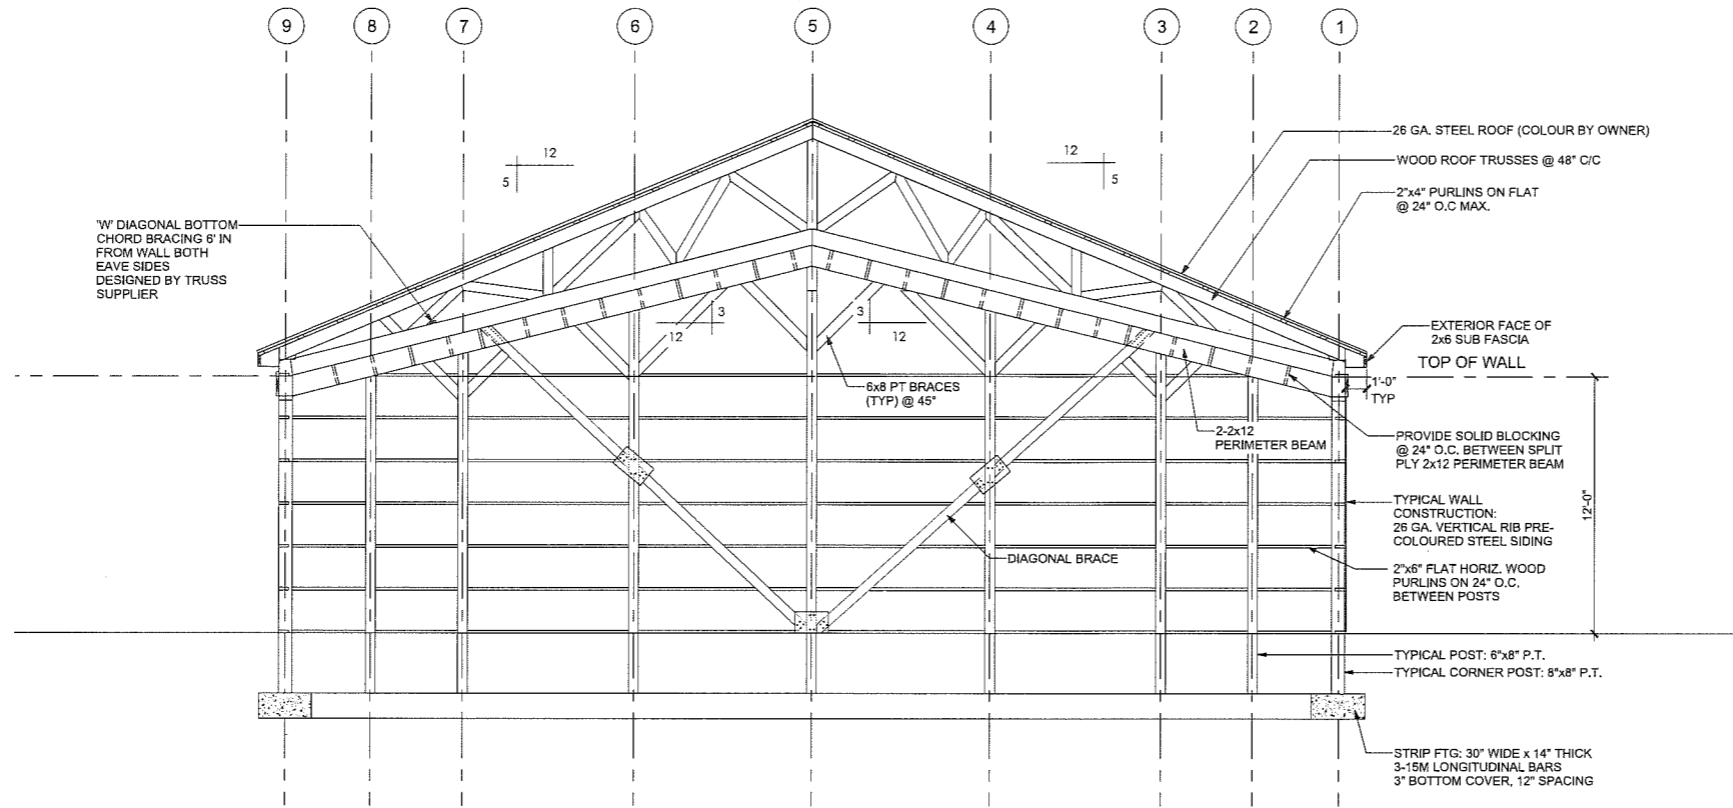 9 8 7 6 5 4 3 2 1
26 GA. STEEL ROOF (COLOUR BY OWNER)
12
12
WOOD ROOF TRUSSES @ 48" C/C
5
5
2"x4" PURLINS ON FLAT
@ 24" O.C MAX.
'W' DIAGONAL BOTTOM
CHORD BRACING 6' IN
FROM WALL BOTH
EAVE SIDES
DESIGNED BY TRUSS
SUPPLIER
3
3
12
12
EXTERIOR FACE OF
2x6 SUB FASCIA
TOP OF WALL
1'-0"
TYP
6x8 PT BRACES
(TYP) @ 45°
2-2x12
PERIMETER BEAM
PROVIDE SOLID BLOCKING
@ 24" O.C. BETWEEN SPLIT
PLY 2x12 PERIMETER BEAM
TYPICAL WALL
CONSTRUCTION:
26 GA. VERTICAL RIB PRE-
COLOURED STEEL SIDING
12'-0"
DIAGONAL BRACE
2"x6" FLAT HORIZ. WOOD
PURLINS ON 24" O.C.
BETWEEN POSTS
TYPICAL POST: 6"x8" P.T.
TYPICAL CORNER POST: 8"x8" P.T.
STRIP FTG: 30" WIDE x 14" THICK
3-15M LONGITUDINAL BARS
3" BOTTOM COVER, 12" SPACING